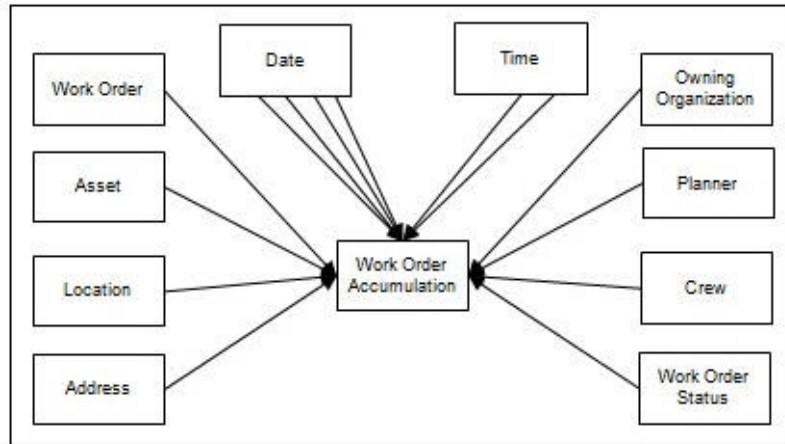 Date
Time
Work Order
Owning
Organization
Asset
Planner
Work Order
Accumulation
Location
Crew
Address
Work Order
Status